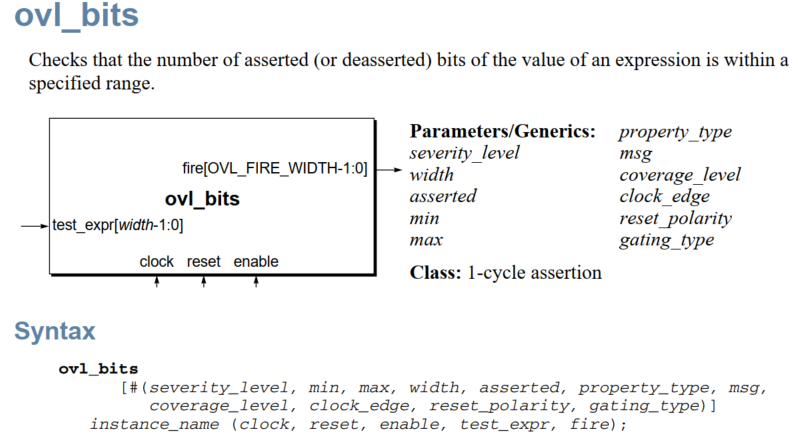 ovl_bits
Checks that the number of asserted (or deasserted) bits of the value of an expression is within a
specified range.
fire[OVL_FIRE_WIDTH-1:0]
ovl_bits
test_expr[width-1:0]
clock reset enable
Parameters/Generics: property_type
severity_level msg
width coverage_level
asserted clock_edge
min reset_polarity
max gating_type
Class: 1-cycle assertion
Syntax
ovl_bits
[#(severity_level, min, max, width, asserted, property_type, msg,
coverage_level, clock_edge, reset_polarity, gating_type)]
instance_name (clock, reset, enable, test_expr, fire);